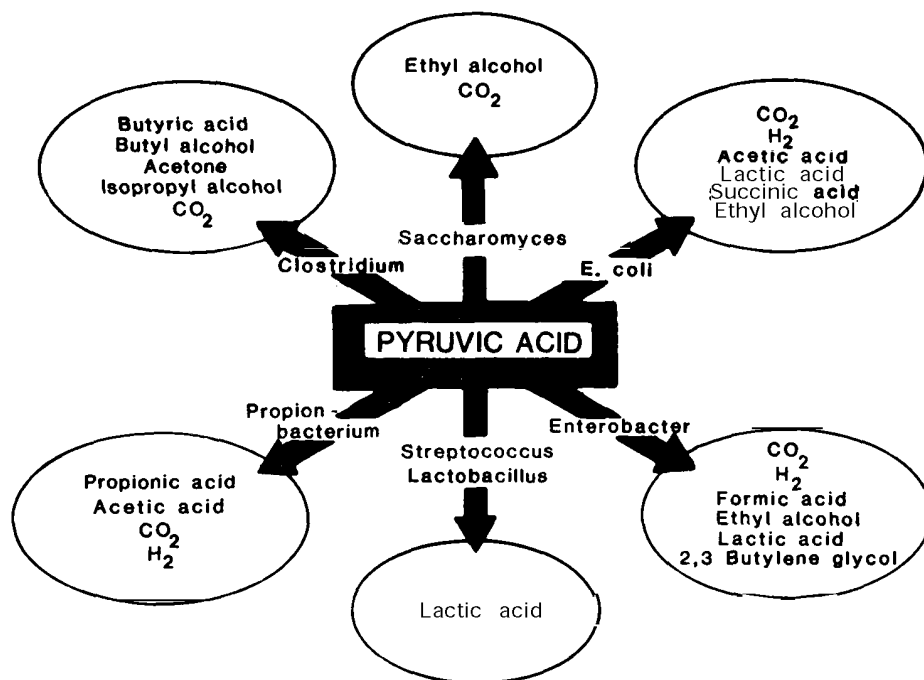 Ethyl alcohol
CO2
Butyric acid
Butyl alcohol
Acetone
Isopropyl alcohol
CO2
CO2
H2
Acetic acid
Lactic acid
Succinic acid
Ethyl alcohol
Saccharomyces
Clostridium
E. coli
PYRUVIC ACID
Propion-
bacterium
Streptococcus
Lactobacillus
Enterobacter
Propionic acid
Acetic acid
CO2
H2
Lactic acid
CO2
H2
Formic acid
Ethyl alcohol
Lactic acid
2,3 Butylene glycol